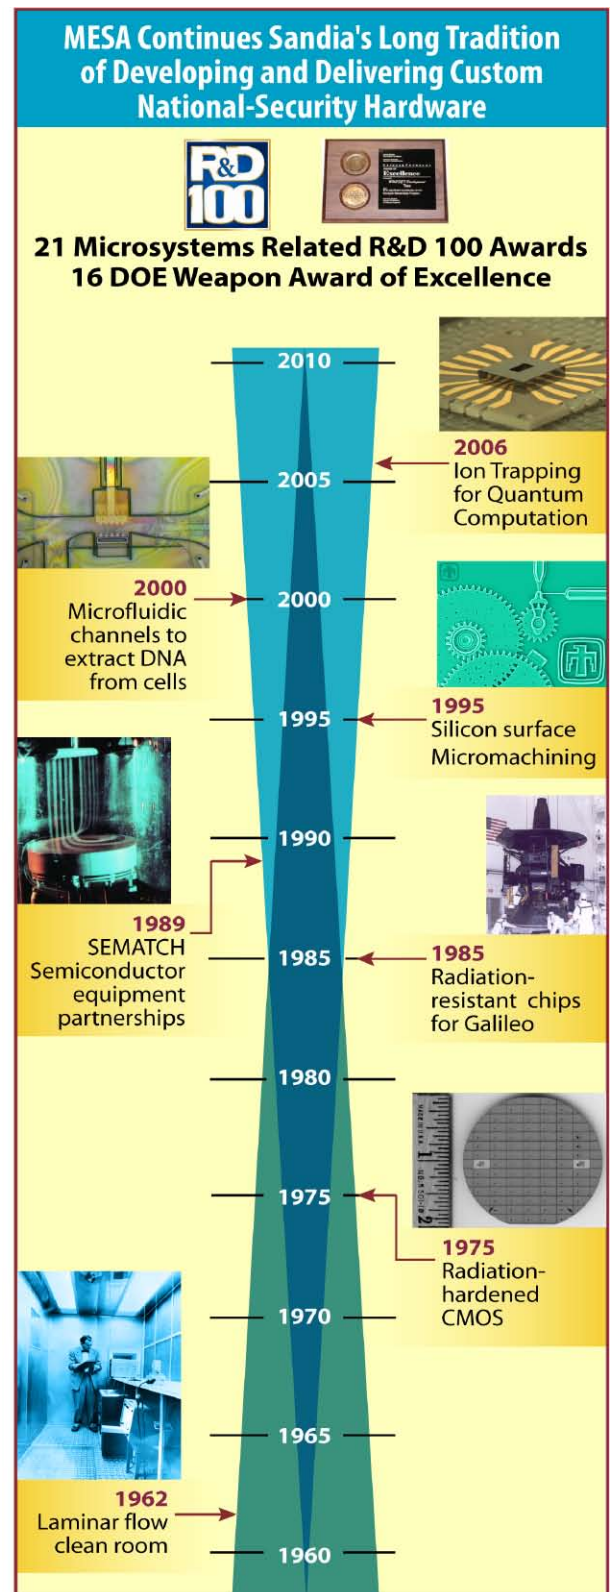 MESA Continues Sandia's Long Tradition
of Developing and Delivering Custom
National-Security Hardware
R&D
100
Excellence
21 Microsystems Related R&D 100 Awards
16 DOE Weapon Award of Excellence
2010
2006
Ion Trapping
for Quantum
Computation
2005
2000
Microfluidic
channels to
extract DNA
from cells
2000
1995
Silicon surface
Micromachining
1995
1990
1989
SEMATCH
Semiconductor
equipment
partnerships
1985
1985
Radiation-
resistant chips
for Galileo
1980
1
2
1975
1975
Radiation-
hardened
CMOS
1970
1965
1962
Laminar flow
clean room
1960